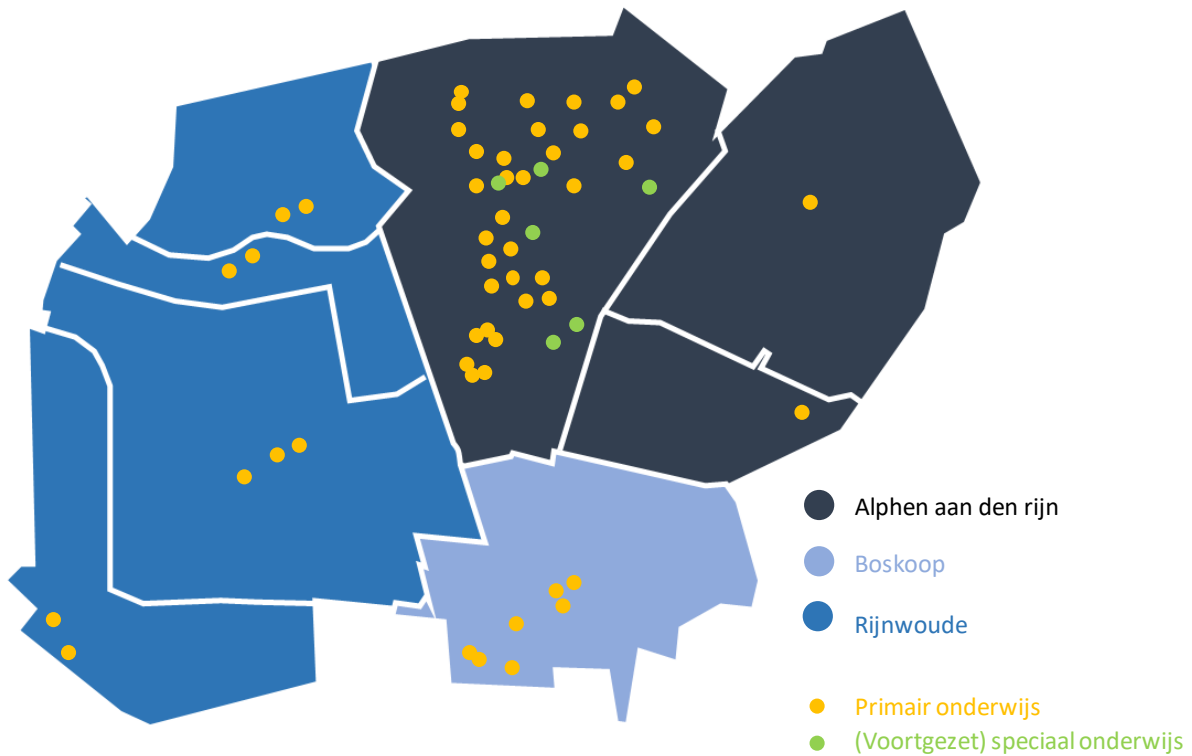 Alphen aan den rijn
Boskoop
Rijnwoude
Primair onderwijs
(Voortgezet) speciaal onderwijs